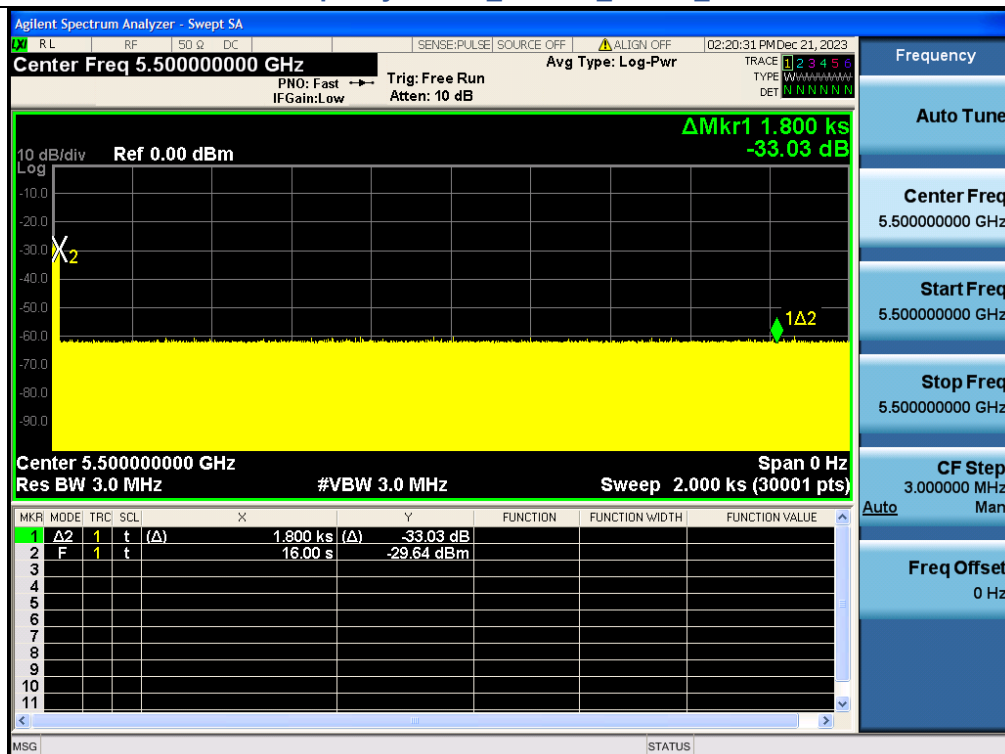 Agilent Spectrum Analyzer - Swept SA
LXI RL RF 50 Ω DC SENSE:PULSE SOURCE OFF ALIGN OFF 02:20:31 PM Dec 21, 2023
Center Freq 5.500000000 GHz
Avg Type: Log-Pwr
TRACE 1 2 3 4 5 6
TYPE
DET N N N N N N
PNO: Fast
IFGain:Low
Trig: Free Run
Atten: 10 dB
ΔMkr1 1.800 ks
-33.03 dB
10 dB/div Ref 0.00 dBm
Log
-10.0
-20.0
-30.0
-40.0
-50.0
-60.0
-70.0
-80.0
-90.0
2
1Δ2
Center 5.500000000 GHz Span 0 Hz
Res BW 3.0 MHz #VBW 3.0 MHz Sweep 2.000 ks (30001 pts)
MKR MODE TRC SCL X Y FUNCTION FUNCTION WIDTH FUNCTION VALUE
1 Δ2 1 t (Δ) 1.800 ks (Δ) -33.03 dB
2 F 1 t 16.00 s -29.64 dBm
3
4
5
6
7
8
9
10
11
MSG STATUS
Frequency
Auto Tune
Center Freq
5.500000000 GHz
Start Freq
5.500000000 GHz
Stop Freq
5.500000000 GHz
CF Step
3.000000 MHz
Auto Man
Freq Offset
0 Hz